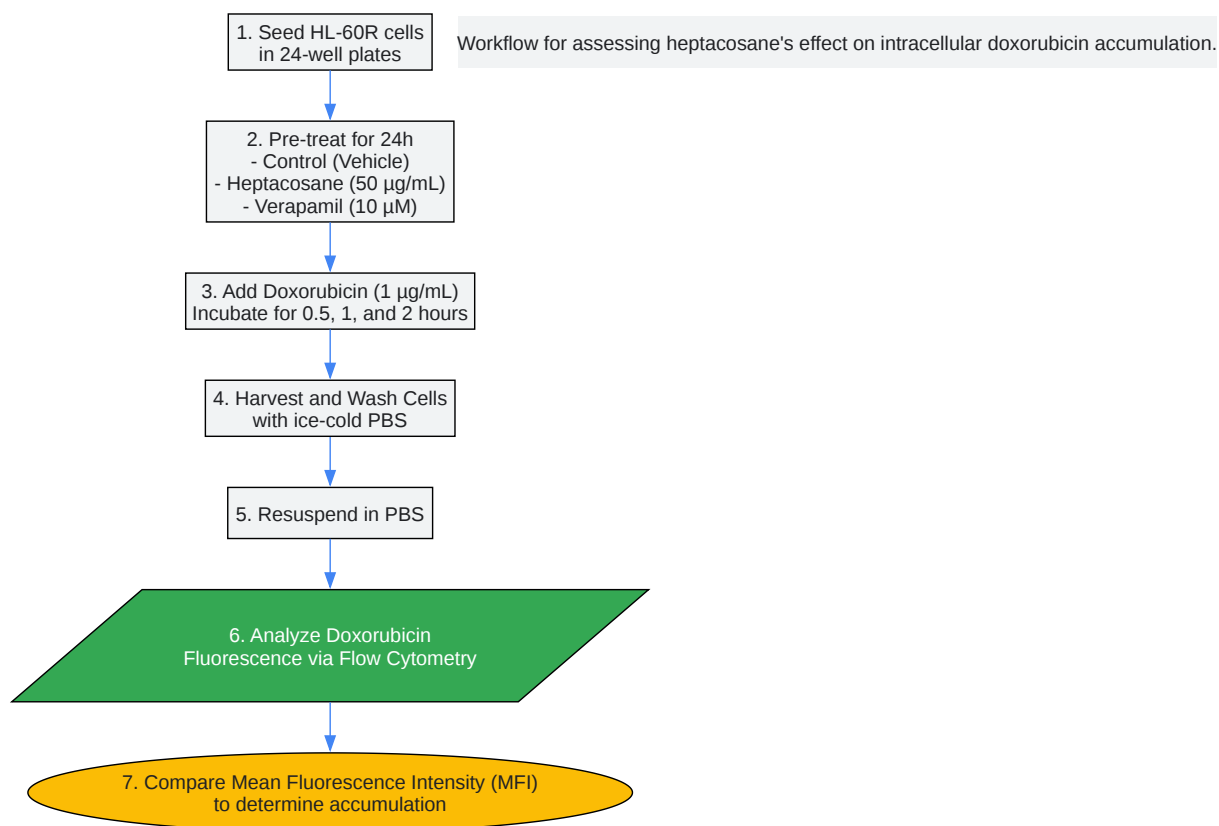 1. Seed HL-60R cells
in 24-well plates
Workflow for assessing heptacosane's effect on intracellular doxorubicin accumulation.
2. Pre-treat for 24h
- Control (Vehicle)
- Heptacosane (50 µg/mL)
- Verapamil (10 µM)
3. Add Doxorubicin (1 µg/mL)
Incubate for 0.5, 1, and 2 hours
4. Harvest and Wash Cells
with ice-cold PBS
5. Resuspend in PBS
6. Analyze Doxorubicin
Fluorescence via Flow Cytometry
7. Compare Mean Fluorescence Intensity (MFI)
to determine accumulation